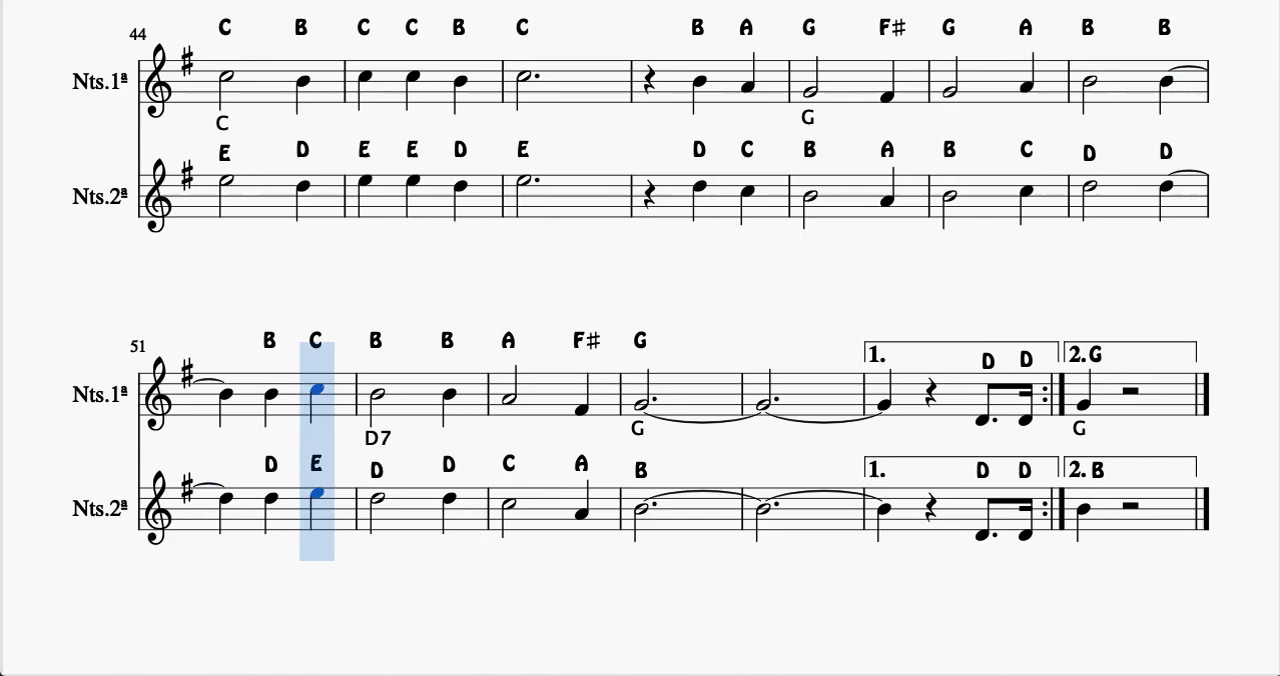 C B C C B C B A G F# G A B B
44
Nts.1ª
C G
E D E E D E D C B A B C D D
Nts.2ª
B C B B A F# G
51
1. D D 2. G
Nts.1ª
D7 G G
D E D D C A B
1. D D 2. B
Nts.2ª